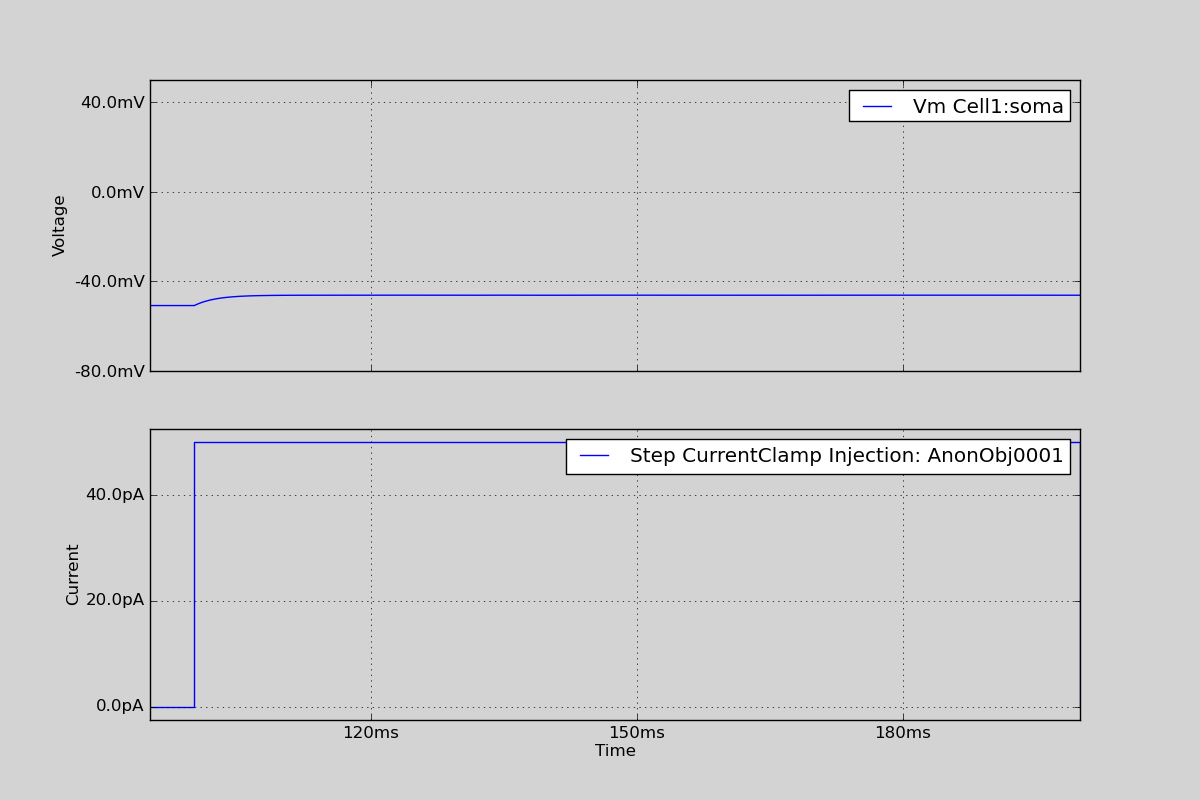 40.0mV
0.0mV
-40.0mV
-80.0mV
Voltage
Vm Cell1:soma
40.0pA
20.0pA
0.0pA
Current
Step CurrentClamp Injection: AnonObj0001
120ms 150ms 180ms
Time